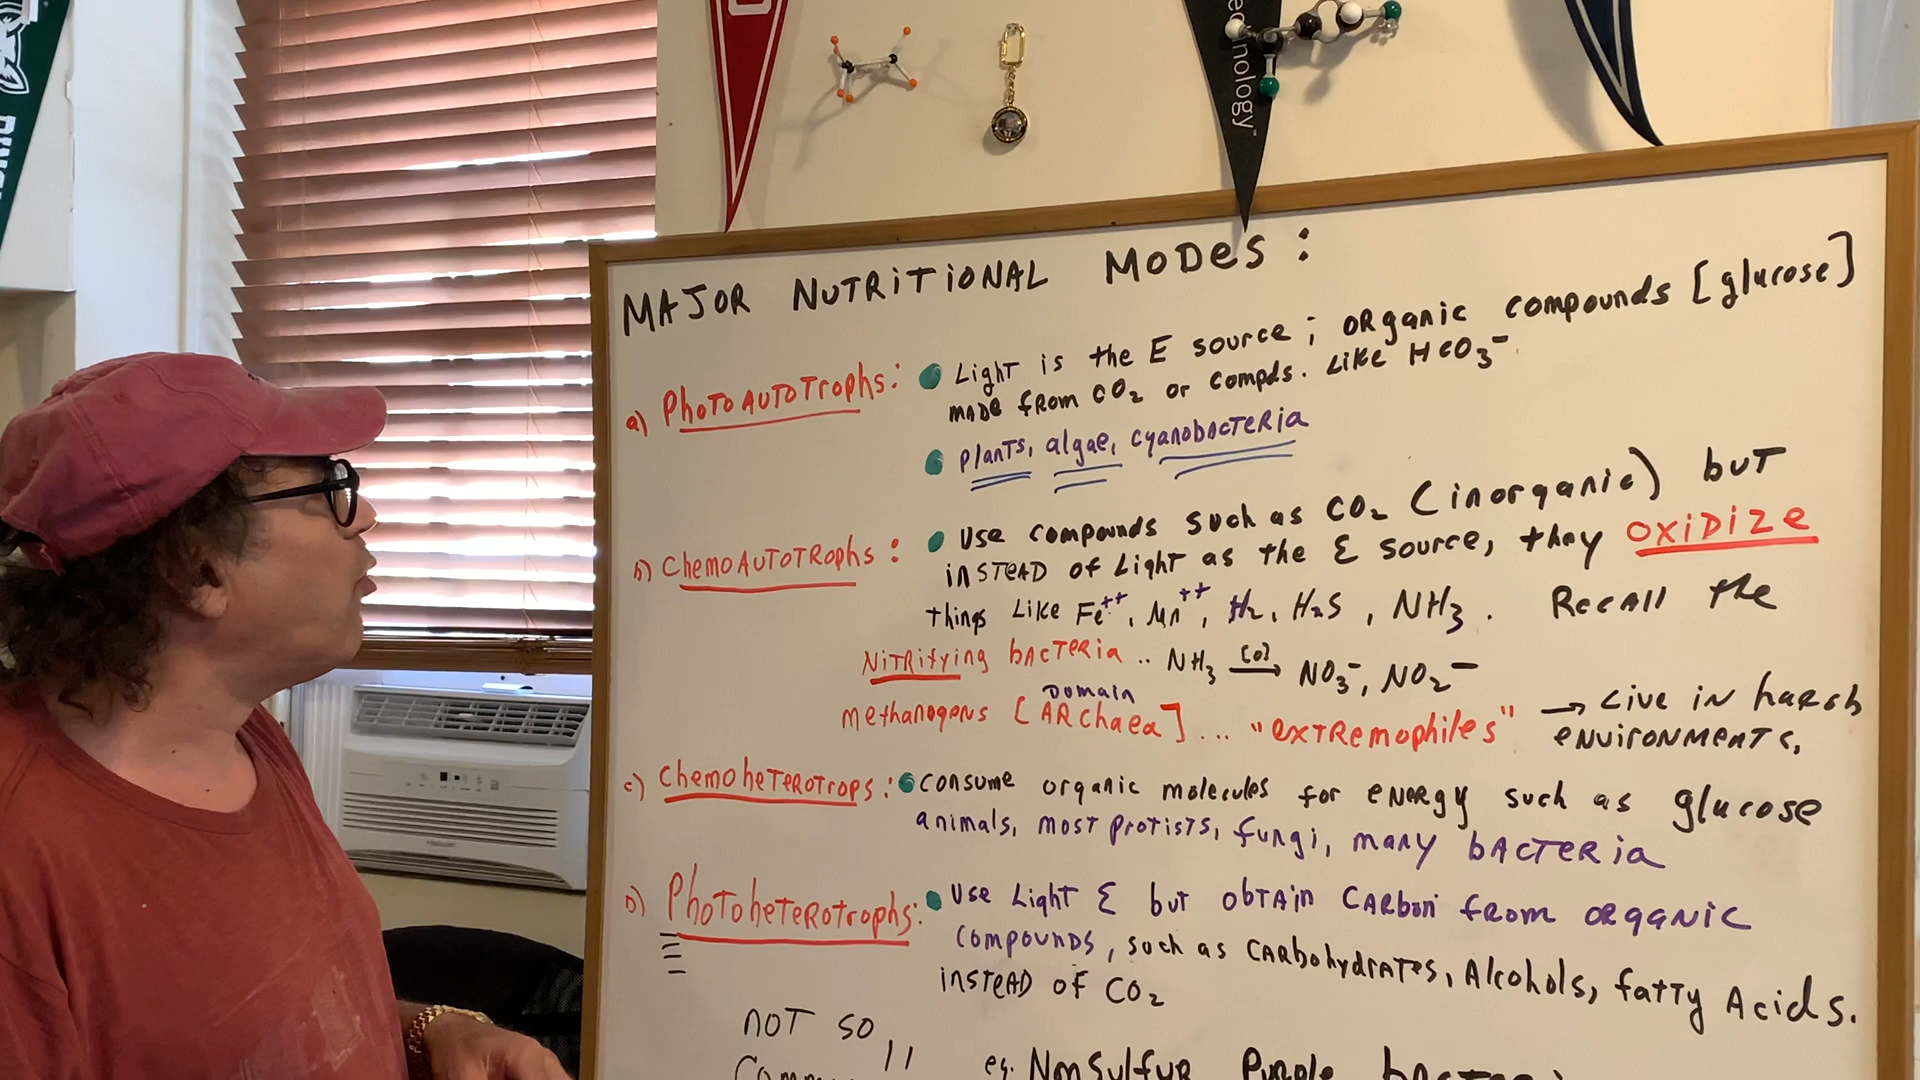 echnology™
MAJOR NUTRITIONAL MODES:
a) PhotoAutotrophs: • Light is the E source; organic compounds [glucose]
made from CO2 or compds. like HCO3-.
• plants, algae, cyanobacteria
b) ChemoAutotrophs: • Use compounds such as CO2 (inorganic) but
instead of light as the E source, they oxidize
things like Fe++, Mn++, H2, H2S, NH3. Recall the
Nitrifying bacteria .. NH3 [O] → NO3-, NO2-
Domain
methanogens [Archaea] ... "extremophiles" → Live in harsh
environments.
c) Chemoheterotrops: • consume organic molecules for energy such as glucose
animals, most protists, fungi, many bacteria
D) Photoheterotrophs: • Use Light E but obtain carbon from organic
compounds, such as carbohydrates, Alcohols, fatty Acids.
instead of CO2
not so
eg. Nonsulfur purple